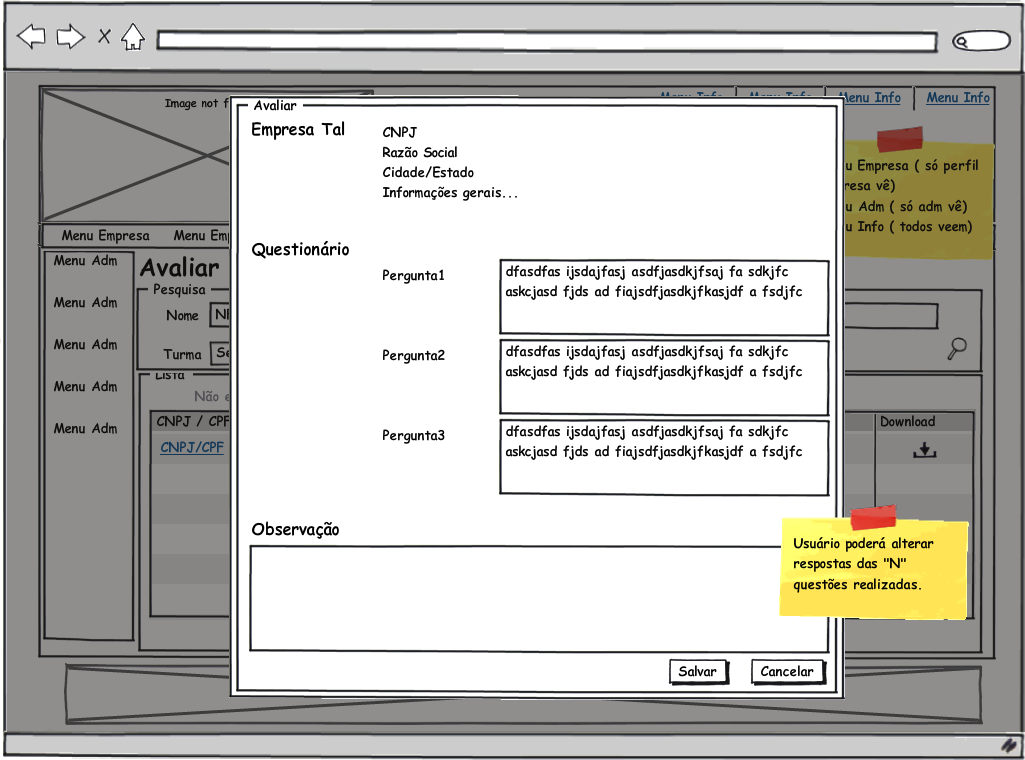 Image not f
Menu Info
Menu Info
Menu Info
Menu Info
u Empresa ( só perfil
resa vê)
u Adm ( só adm vê)
u Info ( todos veem)
Menu Empresa
Menu Em
Menu Adm
Menu Adm
Menu Adm
Menu Adm
Menu Adm
Avaliar
Pesquisa
Nome
Turma
Se
Lista
Não e
CNPJ / CPF
CNPJ/CPF
Download
Avaliar
Empresa Tal
CNPJ
Razão Social
Cidade/Estado
Informações gerais...
Questionário
Pergunta1
dfasdfas ijsdajfasj asdfjasdkjfsaj fa sdkjfc
askcjasd fjds ad fiajsdfjasdkjfkasjdf a fsdjfc
Pergunta2
dfasdfas ijsdajfasj asdfjasdkjfsaj fa sdkjfc
askcjasd fjds ad fiajsdfjasdkjfkasjdf a fsdjfc
Pergunta3
dfasdfas ijsdajfasj asdfjasdkjfsaj fa sdkjfc
askcjasd fjds ad fiajsdfjasdkjfkasjdf a fsdjfc
Observação
Usuário poderá alterar
respostas das "N"
questões realizadas.
Salvar
Cancelar